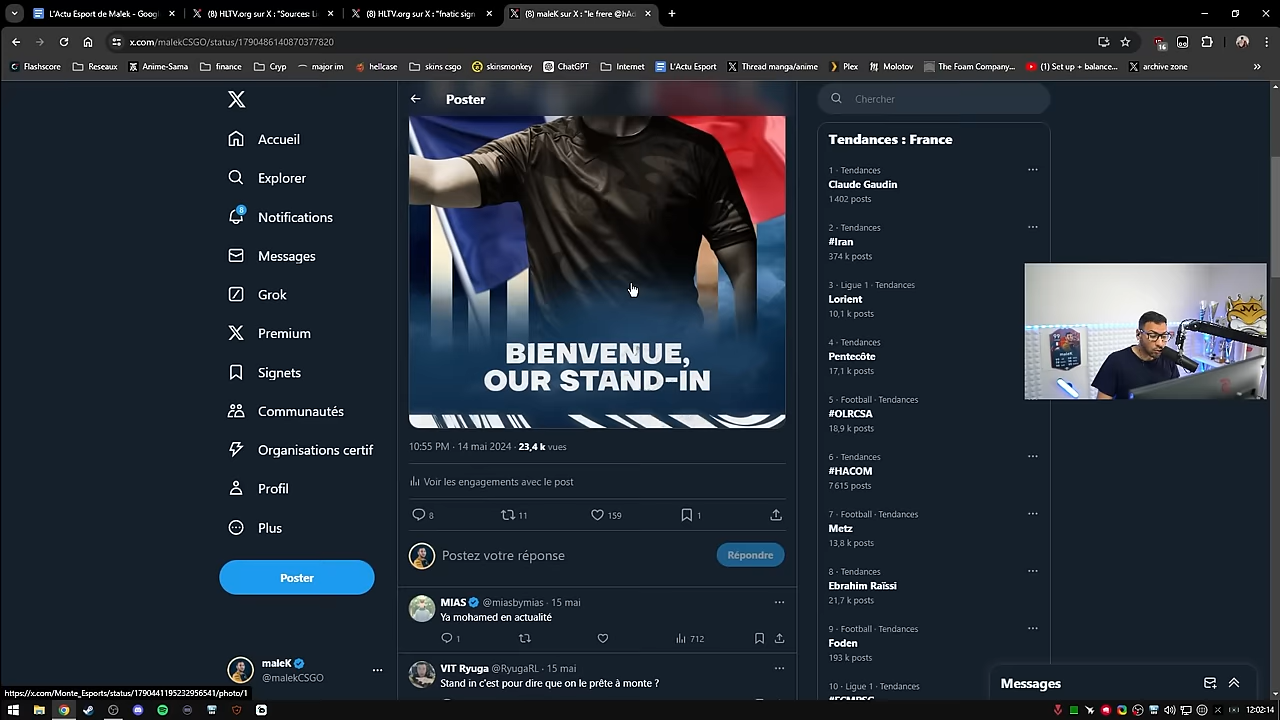 L'Actu Esport de Malek - Goog
(8) HLTV.org sur X : "Sources: Li
(8) HLTV.org sur X : "fnatic sign
(8) maleK sur X : "le frere @hAd
x.com/malekCSGO/status/1790486140870377820
Flashscore
Reseaux
Anime-Sama
finance
Cryp
major im
hellcase
skins csgo
skinsmonkey
ChatGPT
Internet
L'Actu Esport
Thread manga/anime
Plex
Molotov
The Foam Company...
(1) Set up + balance...
archive zone
Accueil
Explorer
8
Notifications
Messages
Grok
Premium
Signets
Communautés
Organisations certif
Profil
Plus
Poster
maleK
@malekCSGO
https://x.com/Monte_Esports/status/1790441195232956541/photo/1
Poster
BIENVENUE,
OUR STAND-IN
10:55 PM · 14 mai 2024 · 23,4 k vues
Voir les engagements avec le post
8
11
159
1
Postez votre réponse
Répondre
MIAS @miasbymias · 15 mai
Ya mohamed en actualité
1
712
VIT Ryuga @RyugaRL · 15 mai
Stand in c'est pour dire que on le prête à monte ?
Chercher
Tendances : France
1 · Tendances
Claude Gaudin
1 402 posts
2 · Tendances
#Iran
374 k posts
3 · Ligue 1 · Tendances
Lorient
10,1 k posts
4 · Tendances
Pentecôte
17,1 k posts
5 · Football · Tendances
#OLRCSA
18,9 k posts
6 · Tendances
#HACOM
7 615 posts
7 · Football · Tendances
Metz
13,8 k posts
8 · Tendances
Ebrahim Raïssi
21,7 k posts
9 · Football · Tendances
Foden
193 k posts
10 · Ligue 1 · Tendances
Messages
12:02:14